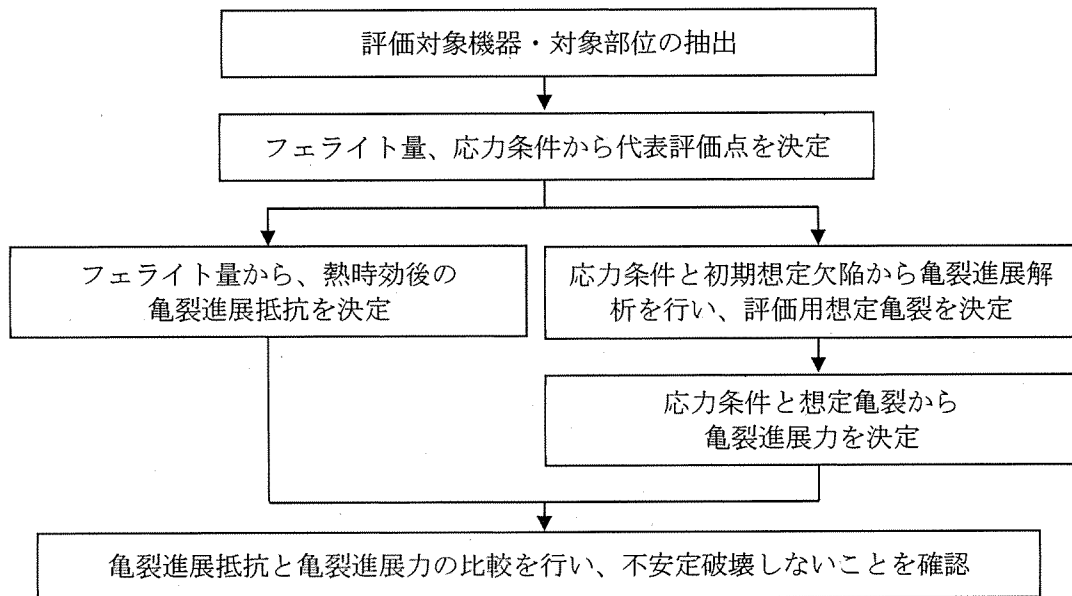 評価対象機器・対象部位の抽出
フェライト量、応力条件から代表評価点を決定
フェライト量から、熱時効後の
亀裂進展抵抗を決定
応力条件と初期想定欠陥から亀裂進展解
析を行い、評価用想定亀裂を決定
応力条件と想定亀裂から
亀裂進展力を決定
亀裂進展抵抗と亀裂進展力の比較を行い、不安定破壊しないことを確認